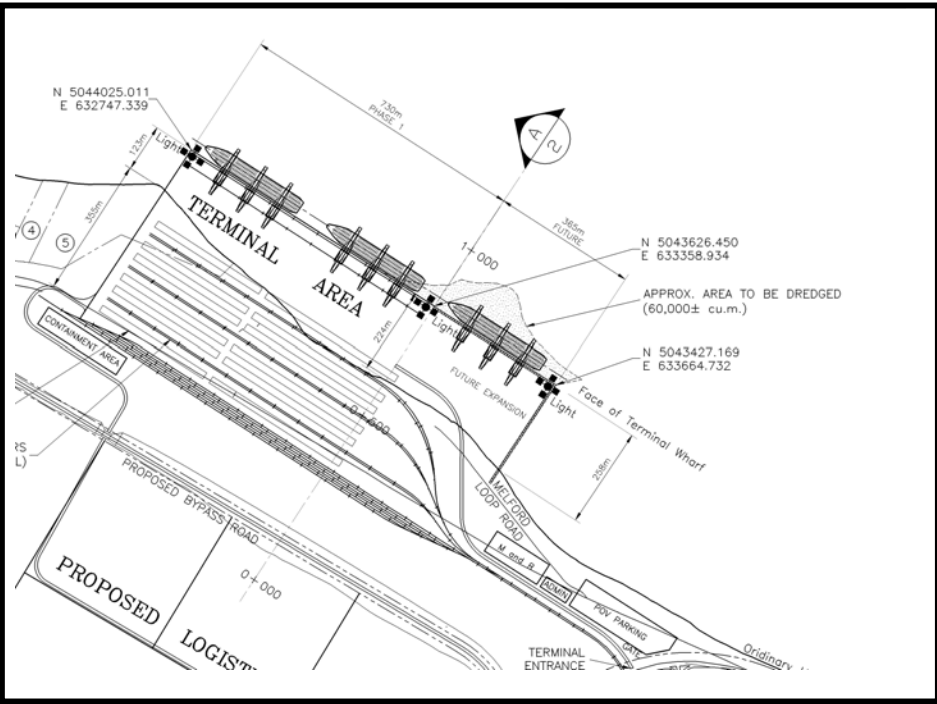 N 5044025.011
E 632747.339
730m
PHASE 1
A
2
123m
Light
355m
365m
FUTURE
4
5
TERMINAL
AREA
1+000
N 5043626.450
E 633358.934
APPROX. AREA TO BE DREDGED
(60,000± cu.m.)
Light
224m
CONTAINMENT AREA
N 5043427.169
E 633664.732
FUTURE EXPANSION
Light
Face of Terminal Wharf
0+500
258m
RS
L)
PROPOSED BYPASS ROAD
MELFORD
LOOP ROAD
M and R
ADMIN
POV PARKING
GATE
0+000
PROPOSED
LOGIST
TERMINAL
ENTRANCE
Oridinary